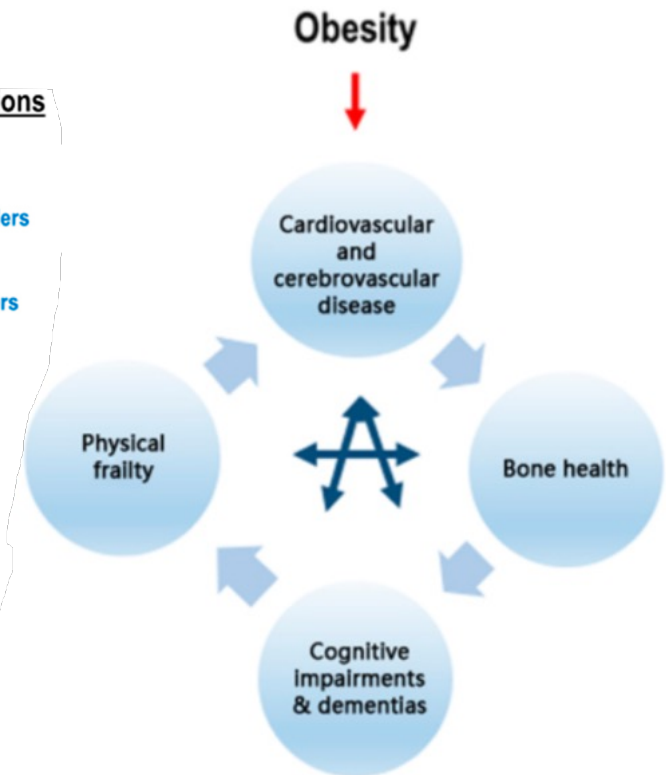 Obesity
ons
ers
rs
Cardiovascular
and
cerebrovascular
disease
Physical
frailty
Bone health
Cognitive
impairments
& dementias